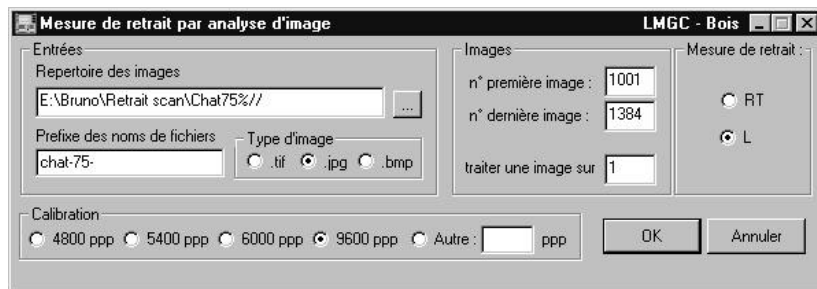 Mesure de retrait par analyse d'image LMGC - Bois
Entrées
Repertoire des images
E:\Bruno\Retrait scan\Chat75%//
...
Prefixe des noms de fichiers
chat-75-
Type d'image
.tif .jpg .bmp
Images
n° première image : 1001
n° dernière image : 1384
traiter une image sur 1
Mesure de retrait :
RT
L
Calibration
4800 ppp 5400 ppp 6000 ppp 9600 ppp Autre : ppp
OK Annuler